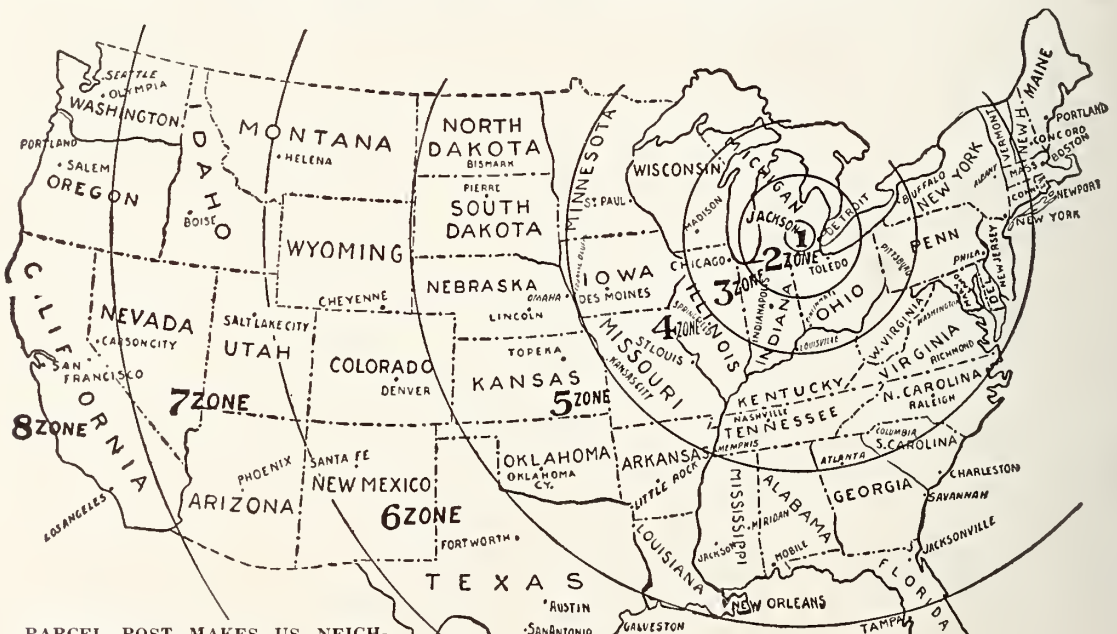 SEATTLE
OLYMPIA
WASHINGTON
PORTLAND
SALEM
OREGON
IDAHO
BOISE
MONTANA
HELENA
NORTH
DAKOTA
BISMARK
PIERRE
SOUTH
DAKOTA
MINNESOTA
ST. PAUL
WISCONSIN
MADISON
MICHIGAN
JACKSON
1
DETROIT
2 ZONE
TOLEDO
MAINE
PORTLAND
NEW H.
CONCORD
VERMONT
BOSTON
MASS
CONN
NEWPORT
NEW YORK
ALBANY
BUFFALO
NEW YORK
PENN
PITTSBURG
PHILA
NEW JERSEY
DEL
WYOMING
CHEYENNE
NEBRASKA
OMAHA
LINCOLN
IOWA
DES MOINES
CHICAGO
3 ZONE
ILLINOIS
4 ZONE
INDIANAPOLIS
INDIANA
OHIO
LOUISVILLE
W. VIRGINIA
WASHINGTON
VIRGINIA
RICHMOND
CALIFORNIA
NEVADA
CARSON CITY
SAN
FRANCISCO
SALT LAKE CITY
UTAH
COLORADO
DENVER
TOPEKA
KANSAS
5 ZONE
MISSOURI
ST LOUIS
KANSAS CITY
KENTUCKY
NASHVILLE
TENNESSEE
MEMPHIS
N. CAROLINA
RALEIGH
COLUMBIA
S. CAROLINA
7 ZONE
8 ZONE
LOS ANGELES
PHOENIX
ARIZONA
SANTA FE
NEW MEXICO
6 ZONE
OKLAHOMA
OKLAHOMA
CY.
ARKANSAS
LITTLE ROCK
MISSISSIPPI
JACKSON
MERIDAN
ALABAMA
MOBILE
ATLANTA
GEORGIA
CHARLESTON
SAVANNAH
JACKSONVILLE
FLORIDA
TAMPA
FORT WORTH
TEXAS
AUSTIN
SAN ANTONIO
GALVESTON
LOUISIANA
NEW ORLEANS
PARCEL POST MAKES US NEIGH-